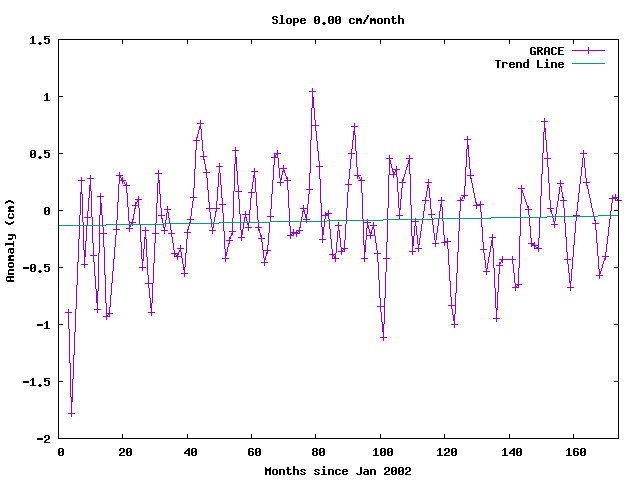 Slope 0.00 cm/month
GRACE
Trend Line
1.5
1
0.5
0
-0.5
-1
-1.5
-2
Anomaly (cm)
0 20 40 60 80 100 120 140 160
Months since Jan 2002